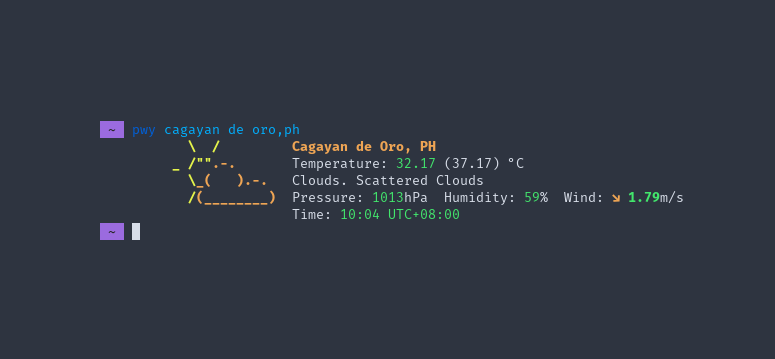 ~ pwy cagayan de oro,ph
\  /         Cagayan de Oro, PH
_ /"".-.       Temperature: 32.17 (37.17) °C
\_(   ).-.   Clouds. Scattered Clouds
/(________)  Pressure: 1013hPa  Humidity: 59%  Wind: ↘ 1.79m/s
Time: 10:04 UTC+08:00
~